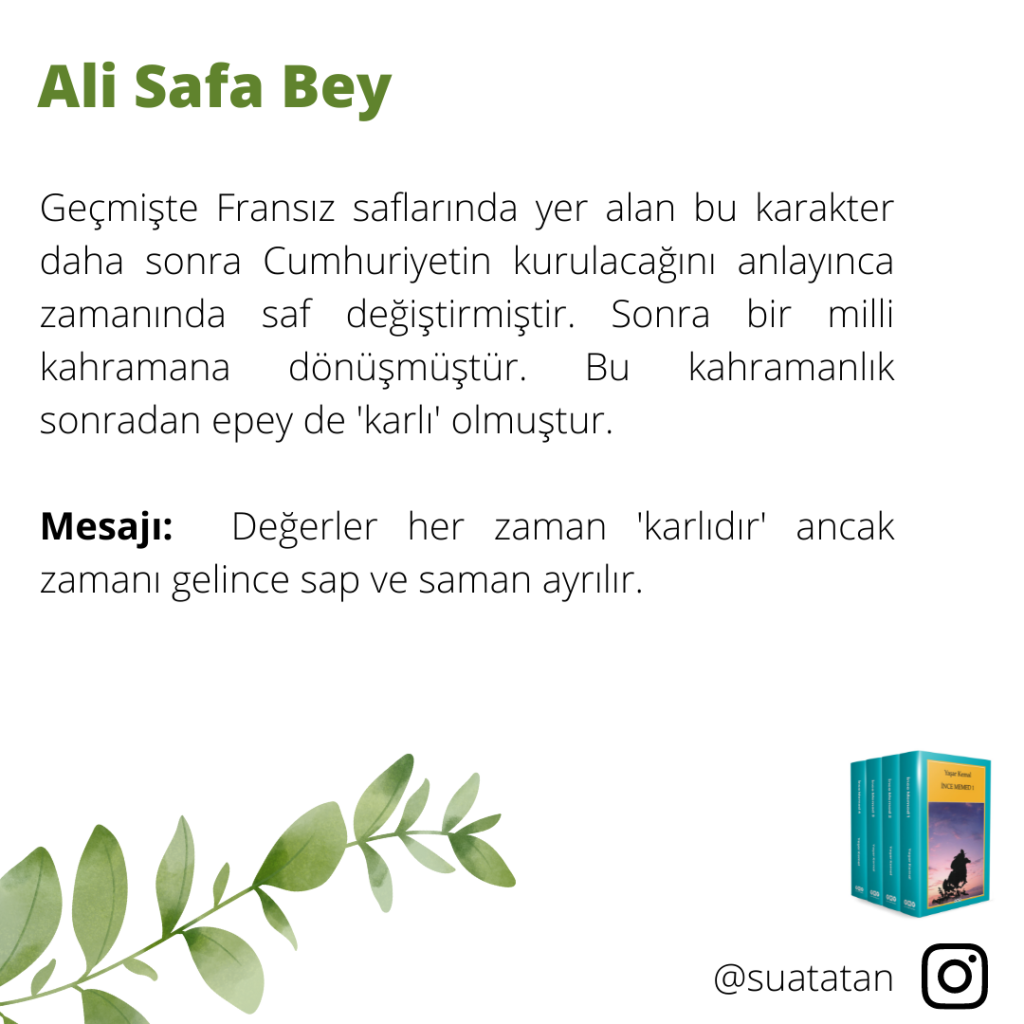 Ali Safa Bey
Geçmişte Fransız saflarında yer alan bu karakter
daha sonra Cumhuriyetin kurulacağını anlayınca
zamanında saf değiştirmiştir. Sonra bir milli
kahramana dönüşmüştür. Bu kahramanlık
sonradan epey de 'karlı' olmuştur.
Mesajı: Değerler her zaman 'karlıdır' ancak
zamanı gelince sap ve saman ayrılır.
Yaşar Kemal
İNCE MEMED 1
@suatatan